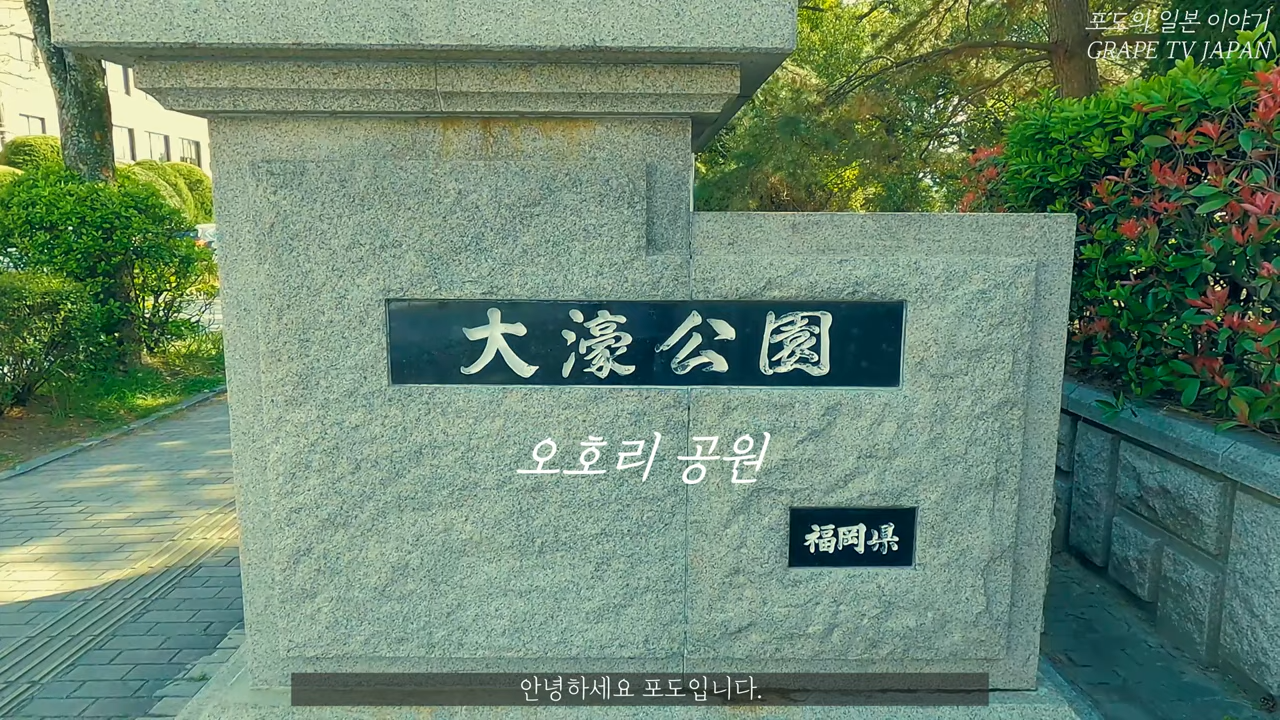 포도의 일본 이야기
GRAPE TV JAPAN
大濠公園
오호리 공원
福岡県
안녕하세요 포도입니다.